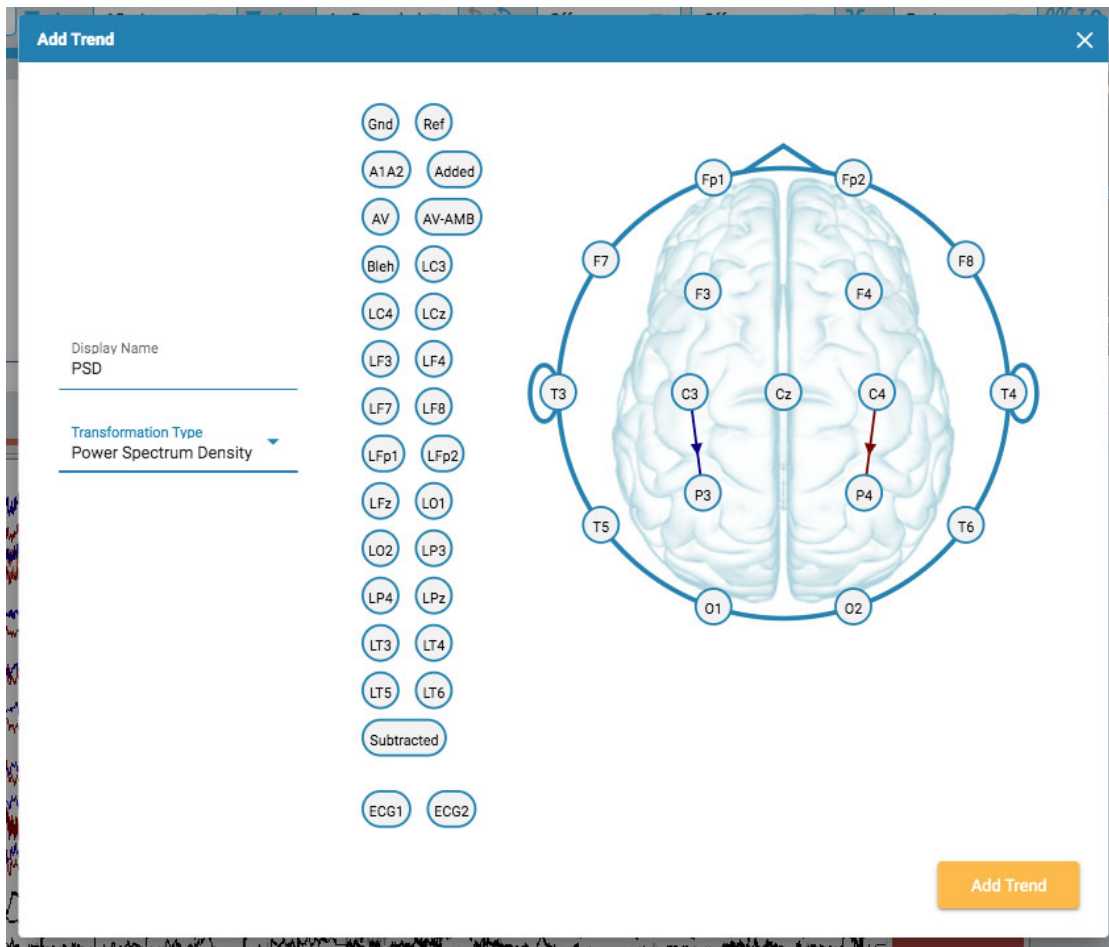 Add Trend
Gnd Ref
A1A2 Added
AV AV-AMB
Bleh LC3
LC4 LCz
LF3 LF4
LF7 LF8
LFp1 LFp2
LFz LO1
LO2 LP3
LP4 LPz
LT3 LT4
LT5 LT6
Subtracted
ECG1 ECG2
Display Name
PSD
Transformation Type
Power Spectrum Density
Fp1 Fp2
F7 F8
F3 F4
T3 C3 Cz C4 T4
P3 P4
T5 T6
O1 O2
Add Trend